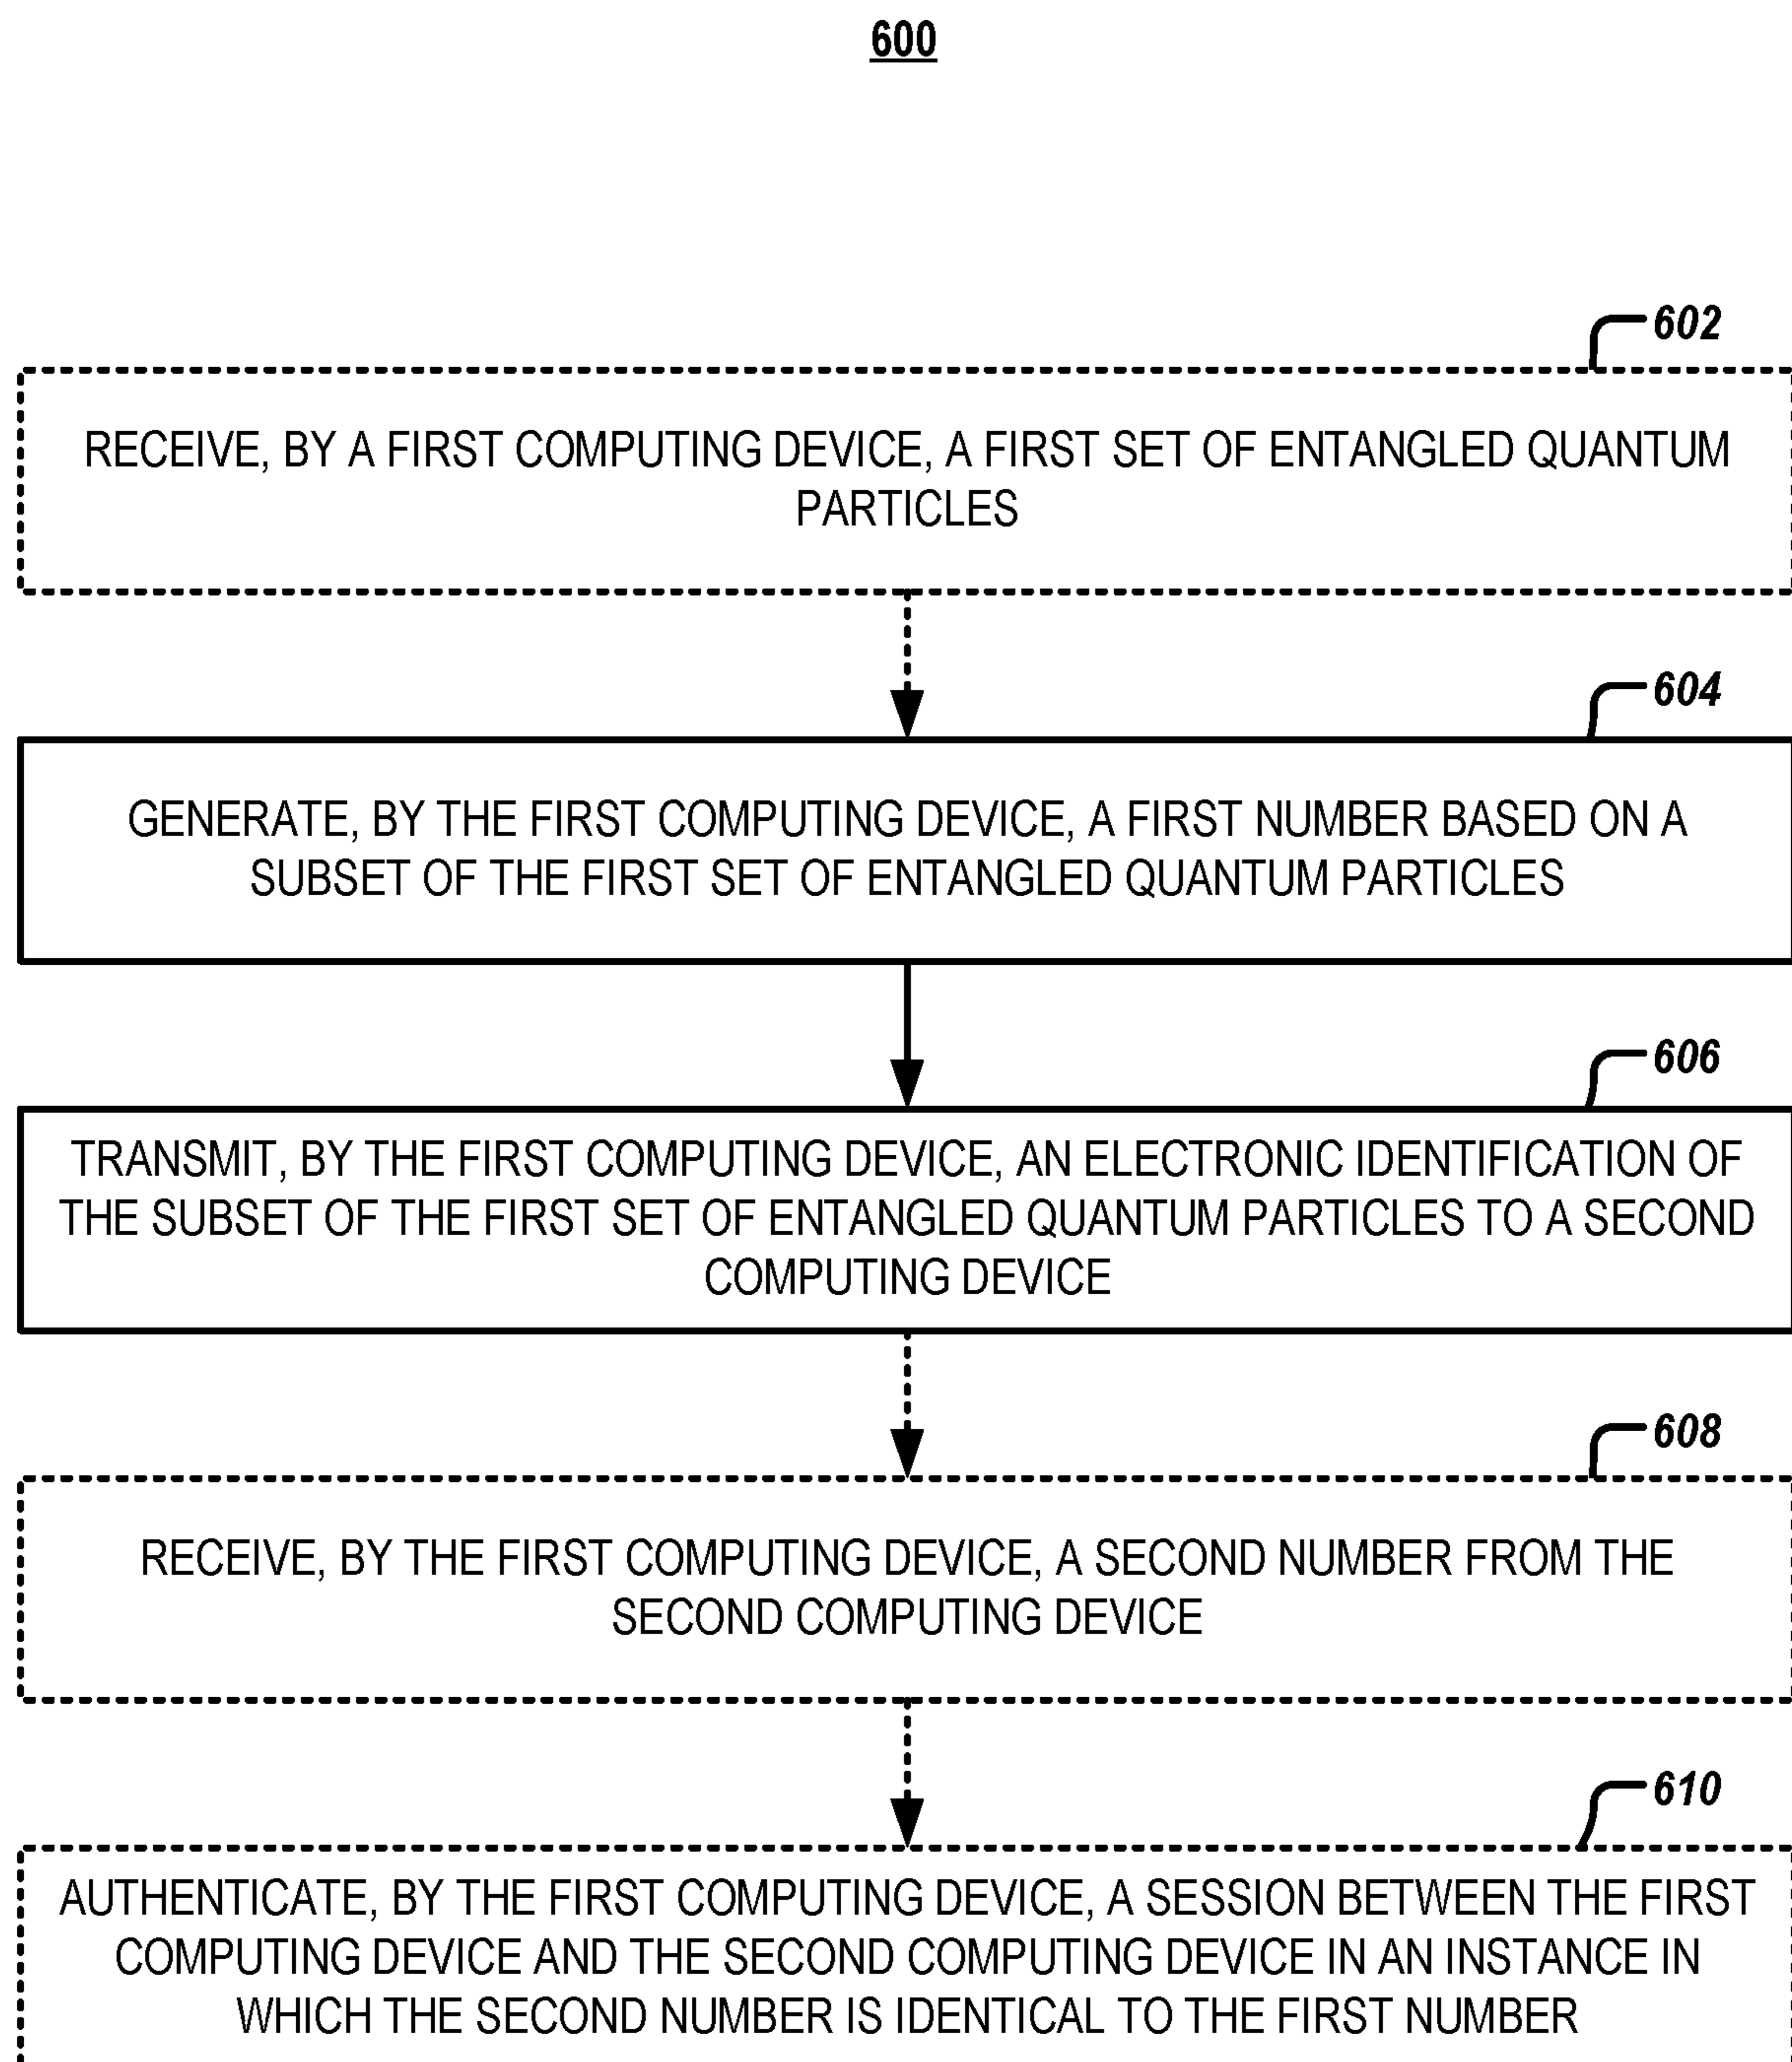 600
602
RECEIVE, BY A FIRST COMPUTING DEVICE, A FIRST SET OF ENTANGLED QUANTUM
PARTICLES
604
GENERATE, BY THE FIRST COMPUTING DEVICE, A FIRST NUMBER BASED ON A
SUBSET OF THE FIRST SET OF ENTANGLED QUANTUM PARTICLES
606
TRANSMIT, BY THE FIRST COMPUTING DEVICE, AN ELECTRONIC IDENTIFICATION OF
THE SUBSET OF THE FIRST SET OF ENTANGLED QUANTUM PARTICLES TO A SECOND
COMPUTING DEVICE
608
RECEIVE, BY THE FIRST COMPUTING DEVICE, A SECOND NUMBER FROM THE
SECOND COMPUTING DEVICE
610
AUTHENTICATE, BY THE FIRST COMPUTING DEVICE, A SESSION BETWEEN THE FIRST
COMPUTING DEVICE AND THE SECOND COMPUTING DEVICE IN AN INSTANCE IN
WHICH THE SECOND NUMBER IS IDENTICAL TO THE FIRST NUMBER